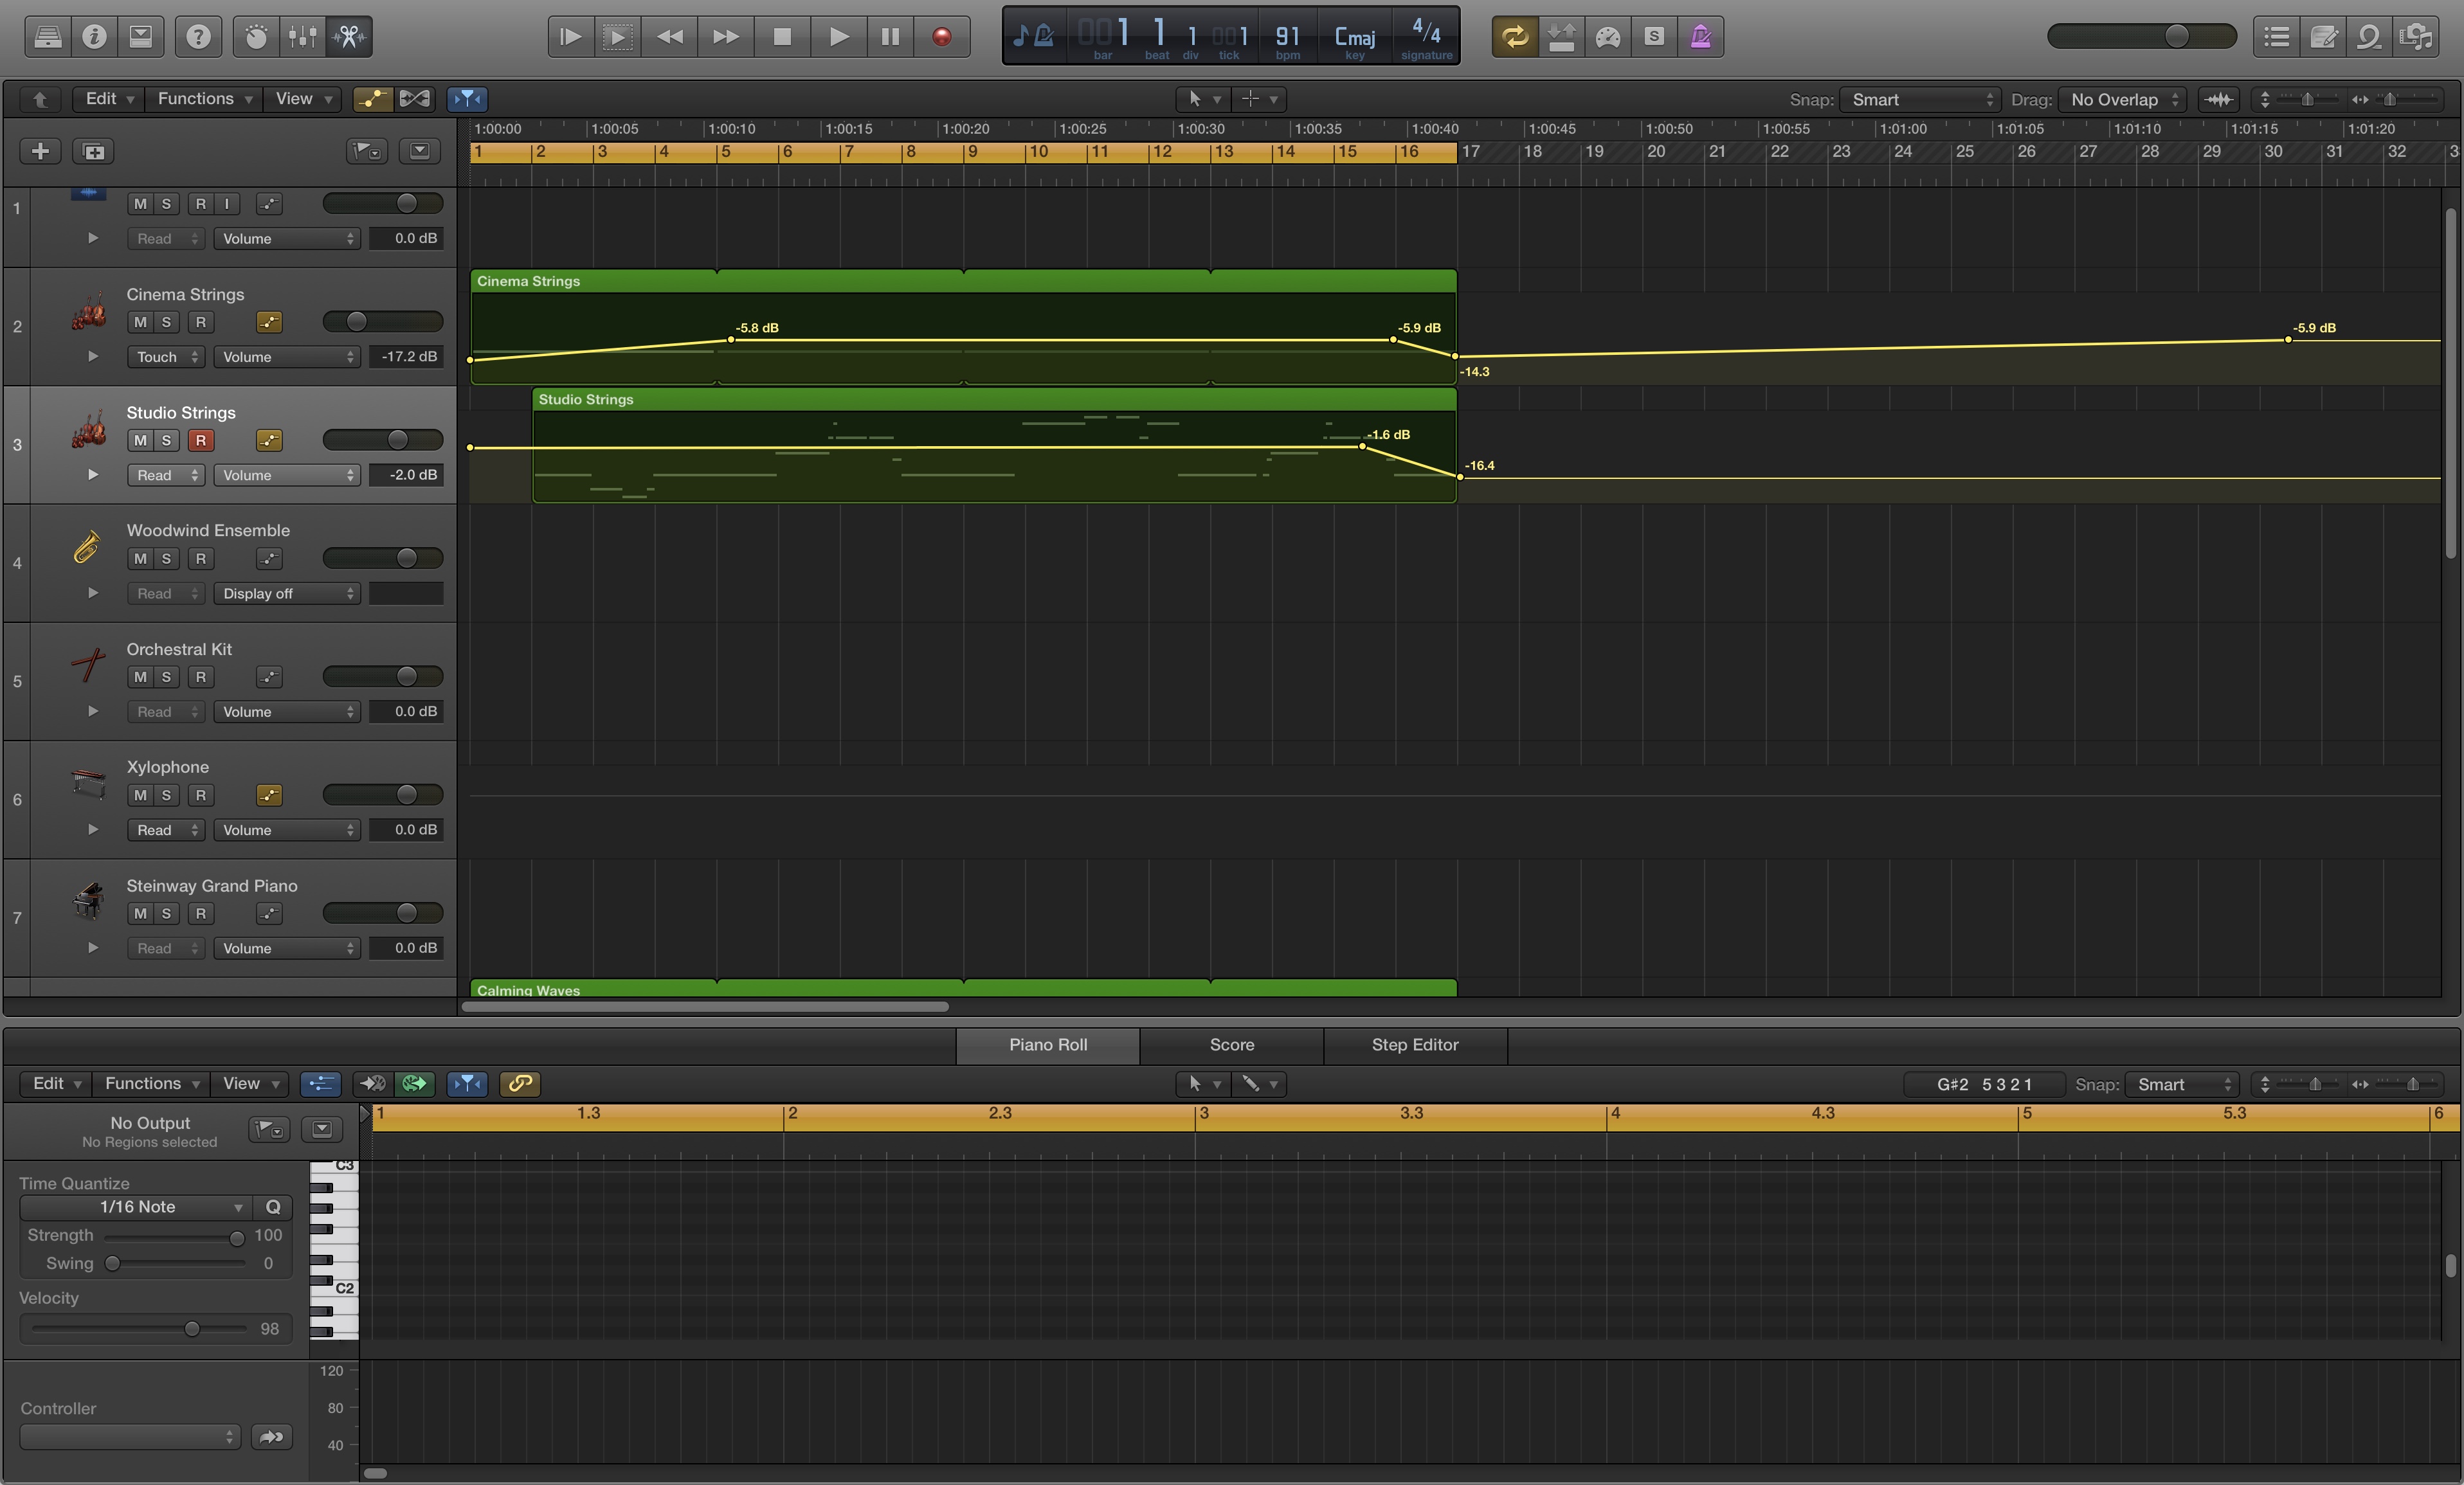 1 1 1 1 91 Cmaj 4/4
bar beat div tick bpm key signature
S
Edit Functions View Snap: Smart Drag: No Overlap
1:00:00 1:00:05 1:00:10 1:00:15 1:00:20 1:00:25 1:00:30 1:00:35 1:00:40 1:00:45 1:00:50 1:00:55 1:01:00 1:01:05 1:01:10 1:01:15 1:01:20
1 2 3 4 5 6 7 8 9 10 11 12 13 14 15 16 17 18 19 20 21 22 23 24 25 26 27 28 29 30 31 32 3
1 M S R I
Read Volume 0.0 dB
Cinema Strings
2 M S R
Touch Volume -17.2 dB
Cinema Strings
-5.8 dB -5.9 dB -5.9 dB
-14.3
Studio Strings
3 M S R
Read Volume -2.0 dB
Studio Strings
-1.6 dB
-16.4
Woodwind Ensemble
4 M S R
Read Display off
Orchestral Kit
5 M S R
Read Volume 0.0 dB
Xylophone
6 M S R
Read Volume 0.0 dB
Steinway Grand Piano
7 M S R
Read Volume 0.0 dB
Calming Waves
Piano Roll Score Step Editor
Edit Functions View G#2 5 3 2 1 Snap: Smart
1 1.3 2 2.3 3 3.3 4 4.3 5 5.3 6
No Output
No Regions selected
Time Quantize
1/16 Note Q
Strength 100
Swing 0
Velocity
98
C3
C2
Controller
120
80
40